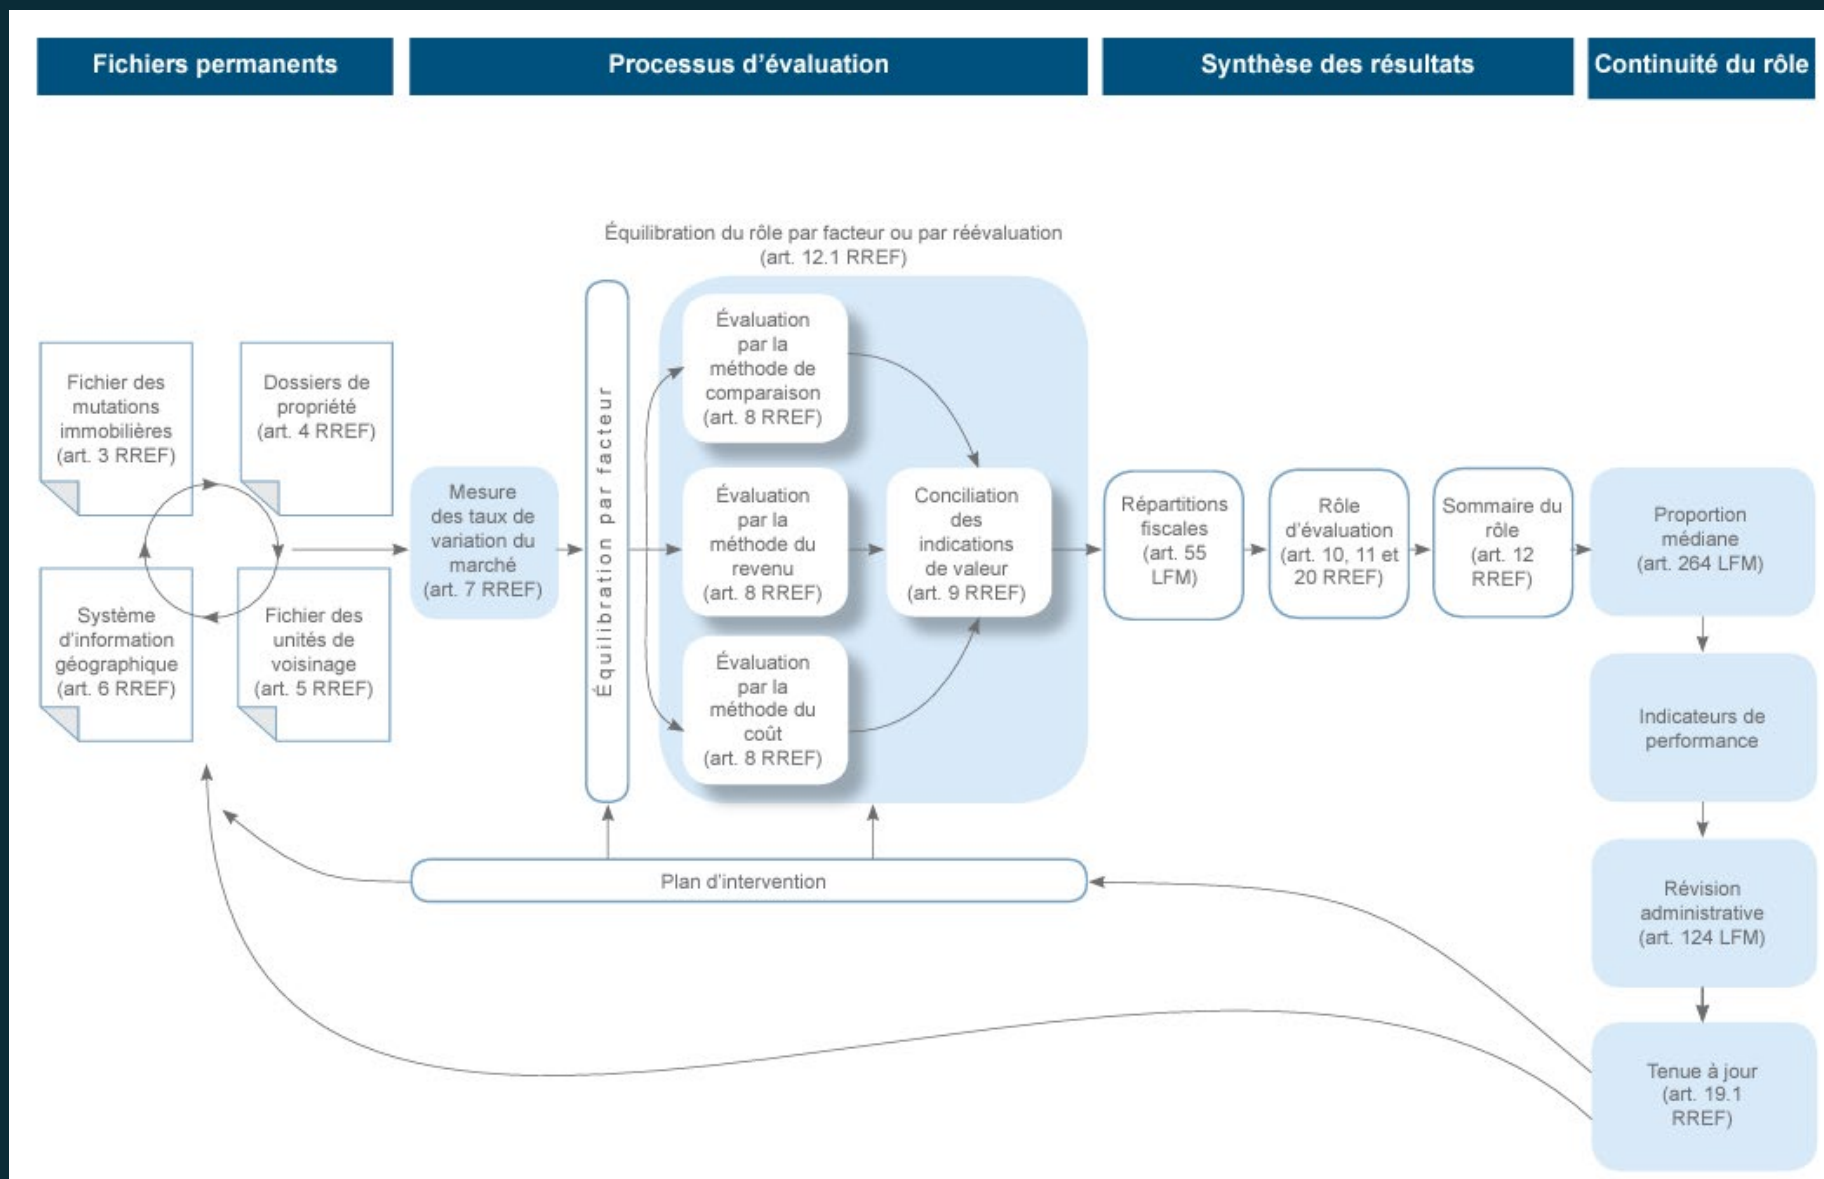 Fichiers permanents
Processus d'évaluation
Synthèse des résultats
Continuité du rôle
Équilibration du rôle par facteur ou par réévaluation
(art. 12.1 RREF)
Fichier des
mutations
immobilières
(art. 3 RREF)
Dossiers de
propriété
(art. 4 RREF)
Système
d'information
géographique
(art. 6 RREF)
Fichier des
unités de
voisinage
(art. 5 RREF)
Mesure
des taux de
variation du
marché
(art. 7 RREF)
Équilibration par facteur
Évaluation
par la
méthode de
comparaison
(art. 8 RREF)
Évaluation
par la
méthode du
revenu
(art. 8 RREF)
Évaluation
par la
méthode du
coût
(art. 8 RREF)
Conciliation
des
indications
de valeur
(art. 9 RREF)
Répartitions
fiscales
(art. 55
LFM)
Rôle
d'évaluation
(art. 10, 11 et
20 RREF)
Sommaire du
rôle
(art. 12
RREF)
Proportion
médiane
(art. 264 LFM)
Indicateurs de
performance
Révision
administrative
(art. 124 LFM)
Tenue à jour
(art. 19.1
RREF)
Plan d'intervention